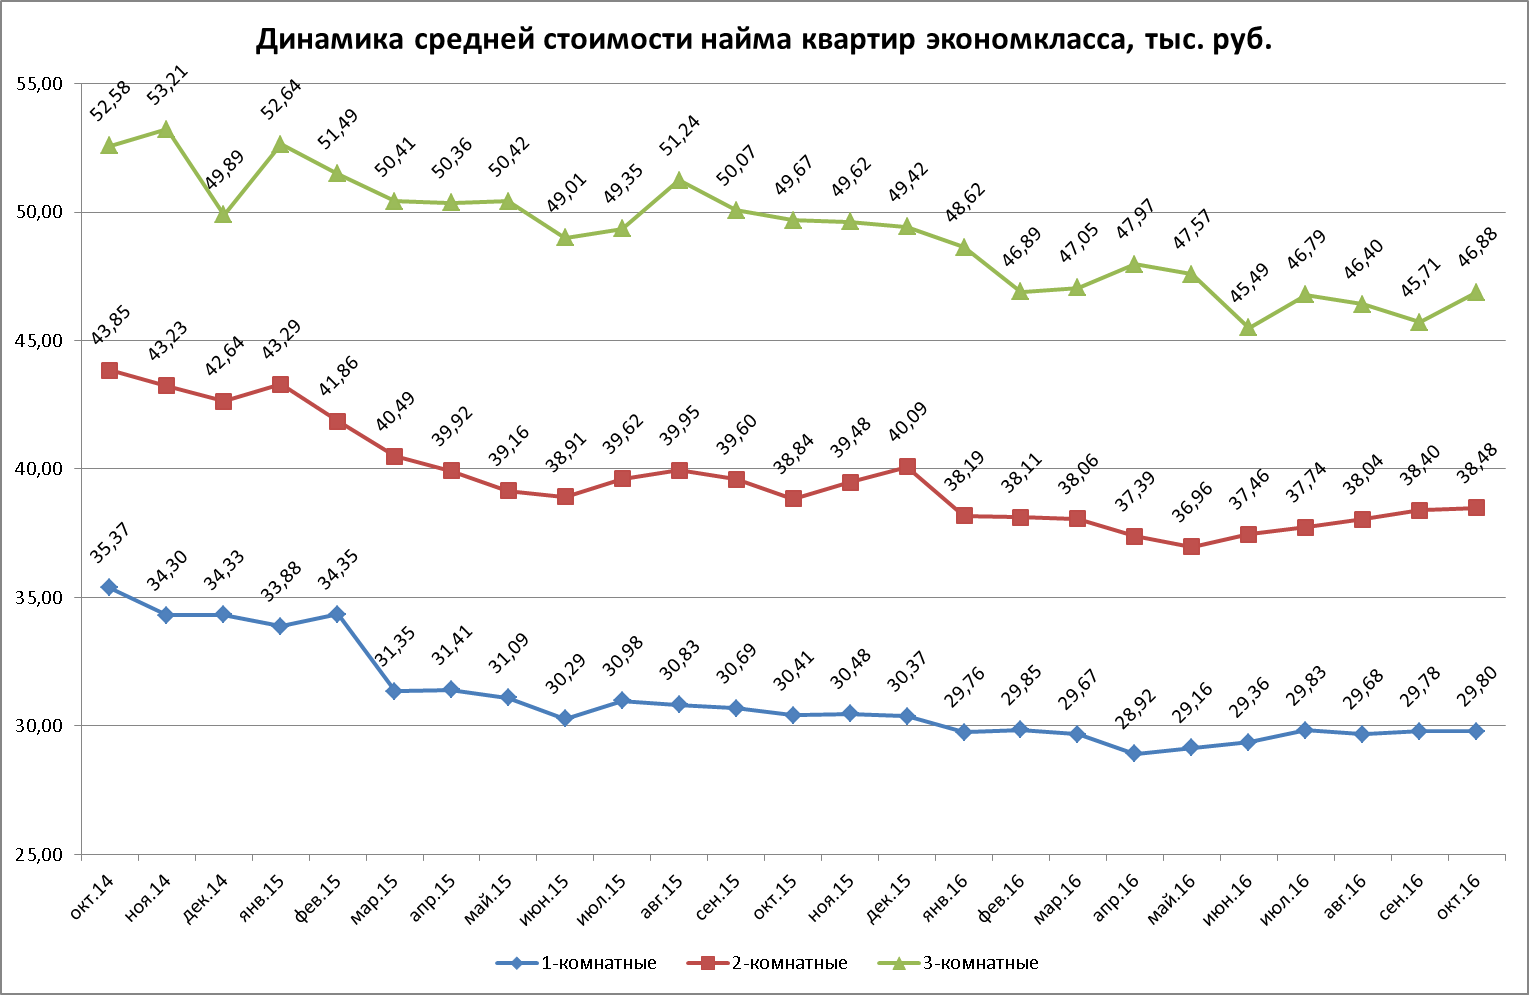 Динамика средней стоимости найма квартир экономкласса, тыс. руб.
55,00
50,00
45,00
40,00
35,00
30,00
25,00
52,58 53,21 49,89 52,64 51,49 50,41 50,36 50,42 49,01 49,35 51,24 50,07 49,67 49,62 49,42 48,62 46,89 47,05 47,97 47,57 45,49 46,79 46,40 45,71 46,88
43,85 43,23 42,64 43,29 41,86 40,49 39,92 39,16 38,91 39,62 39,95 39,60 38,84 39,48 40,09 38,19 38,11 38,06 37,39 36,96 37,46 37,74 38,04 38,40 38,48
35,37 34,30 34,33 33,88 34,35 31,35 31,41 31,09 30,29 30,98 30,83 30,69 30,41 30,48 30,37 29,76 29,85 29,67 28,92 29,16 29,36 29,83 29,68 29,78 29,80
окт.14 ноя.14 дек.14 янв.15 фев.15 мар.15 апр.15 май.15 июн.15 июл.15 авг.15 сен.15 окт.15 ноя.15 дек.15 янв.16 фев.16 мар.16 апр.16 май.16 июн.16 июл.16 авг.16 сен.16 окт.16
1-комнатные 2-комнатные 3-комнатные